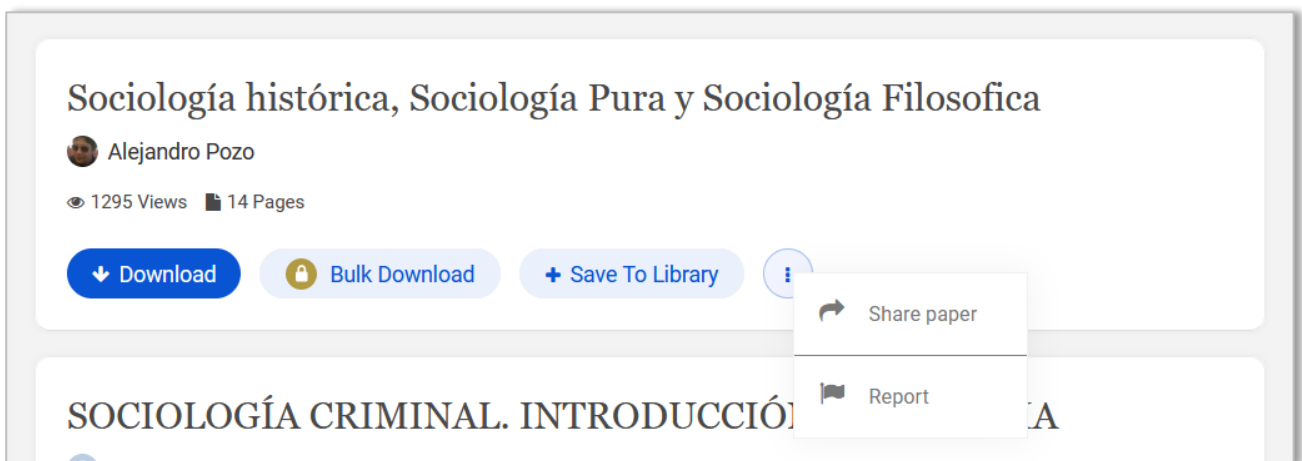 Sociología histórica, Sociología Pura y Sociología Filosofica
Alejandro Pozo
1295 Views 14 Pages
Download Bulk Download + Save To Library
Share paper
Report
SOCIOLOGÍA CRIMINAL.